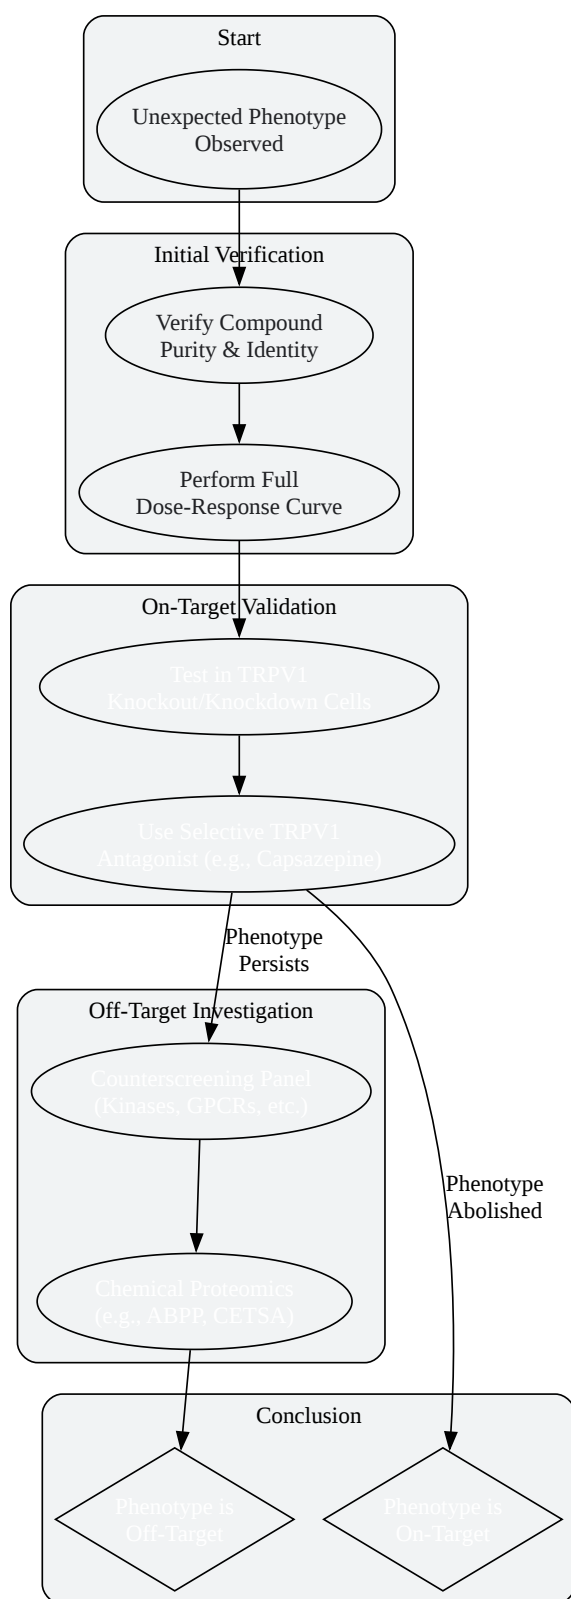 Start
Unexpected Phenotype
Observed
Initial Verification
Verify Compound
Purity & Identity
Perform Full
Dose-Response Curve
On-Target Validation
Test in TRPV1
Knockout/Knockdown Cells
Use Selective TRPV1
Antagonist (e.g., Capsazepine)
Phenotype
Persists
Off-Target Investigation
Counterscreening Panel
(Kinases, GPCRs, etc.)
Phenotype
Abolished
Chemical Proteomics
(e.g., ABPP, CETSA)
Conclusion
Phenotype is
Off-Target
Phenotype is
On-Target